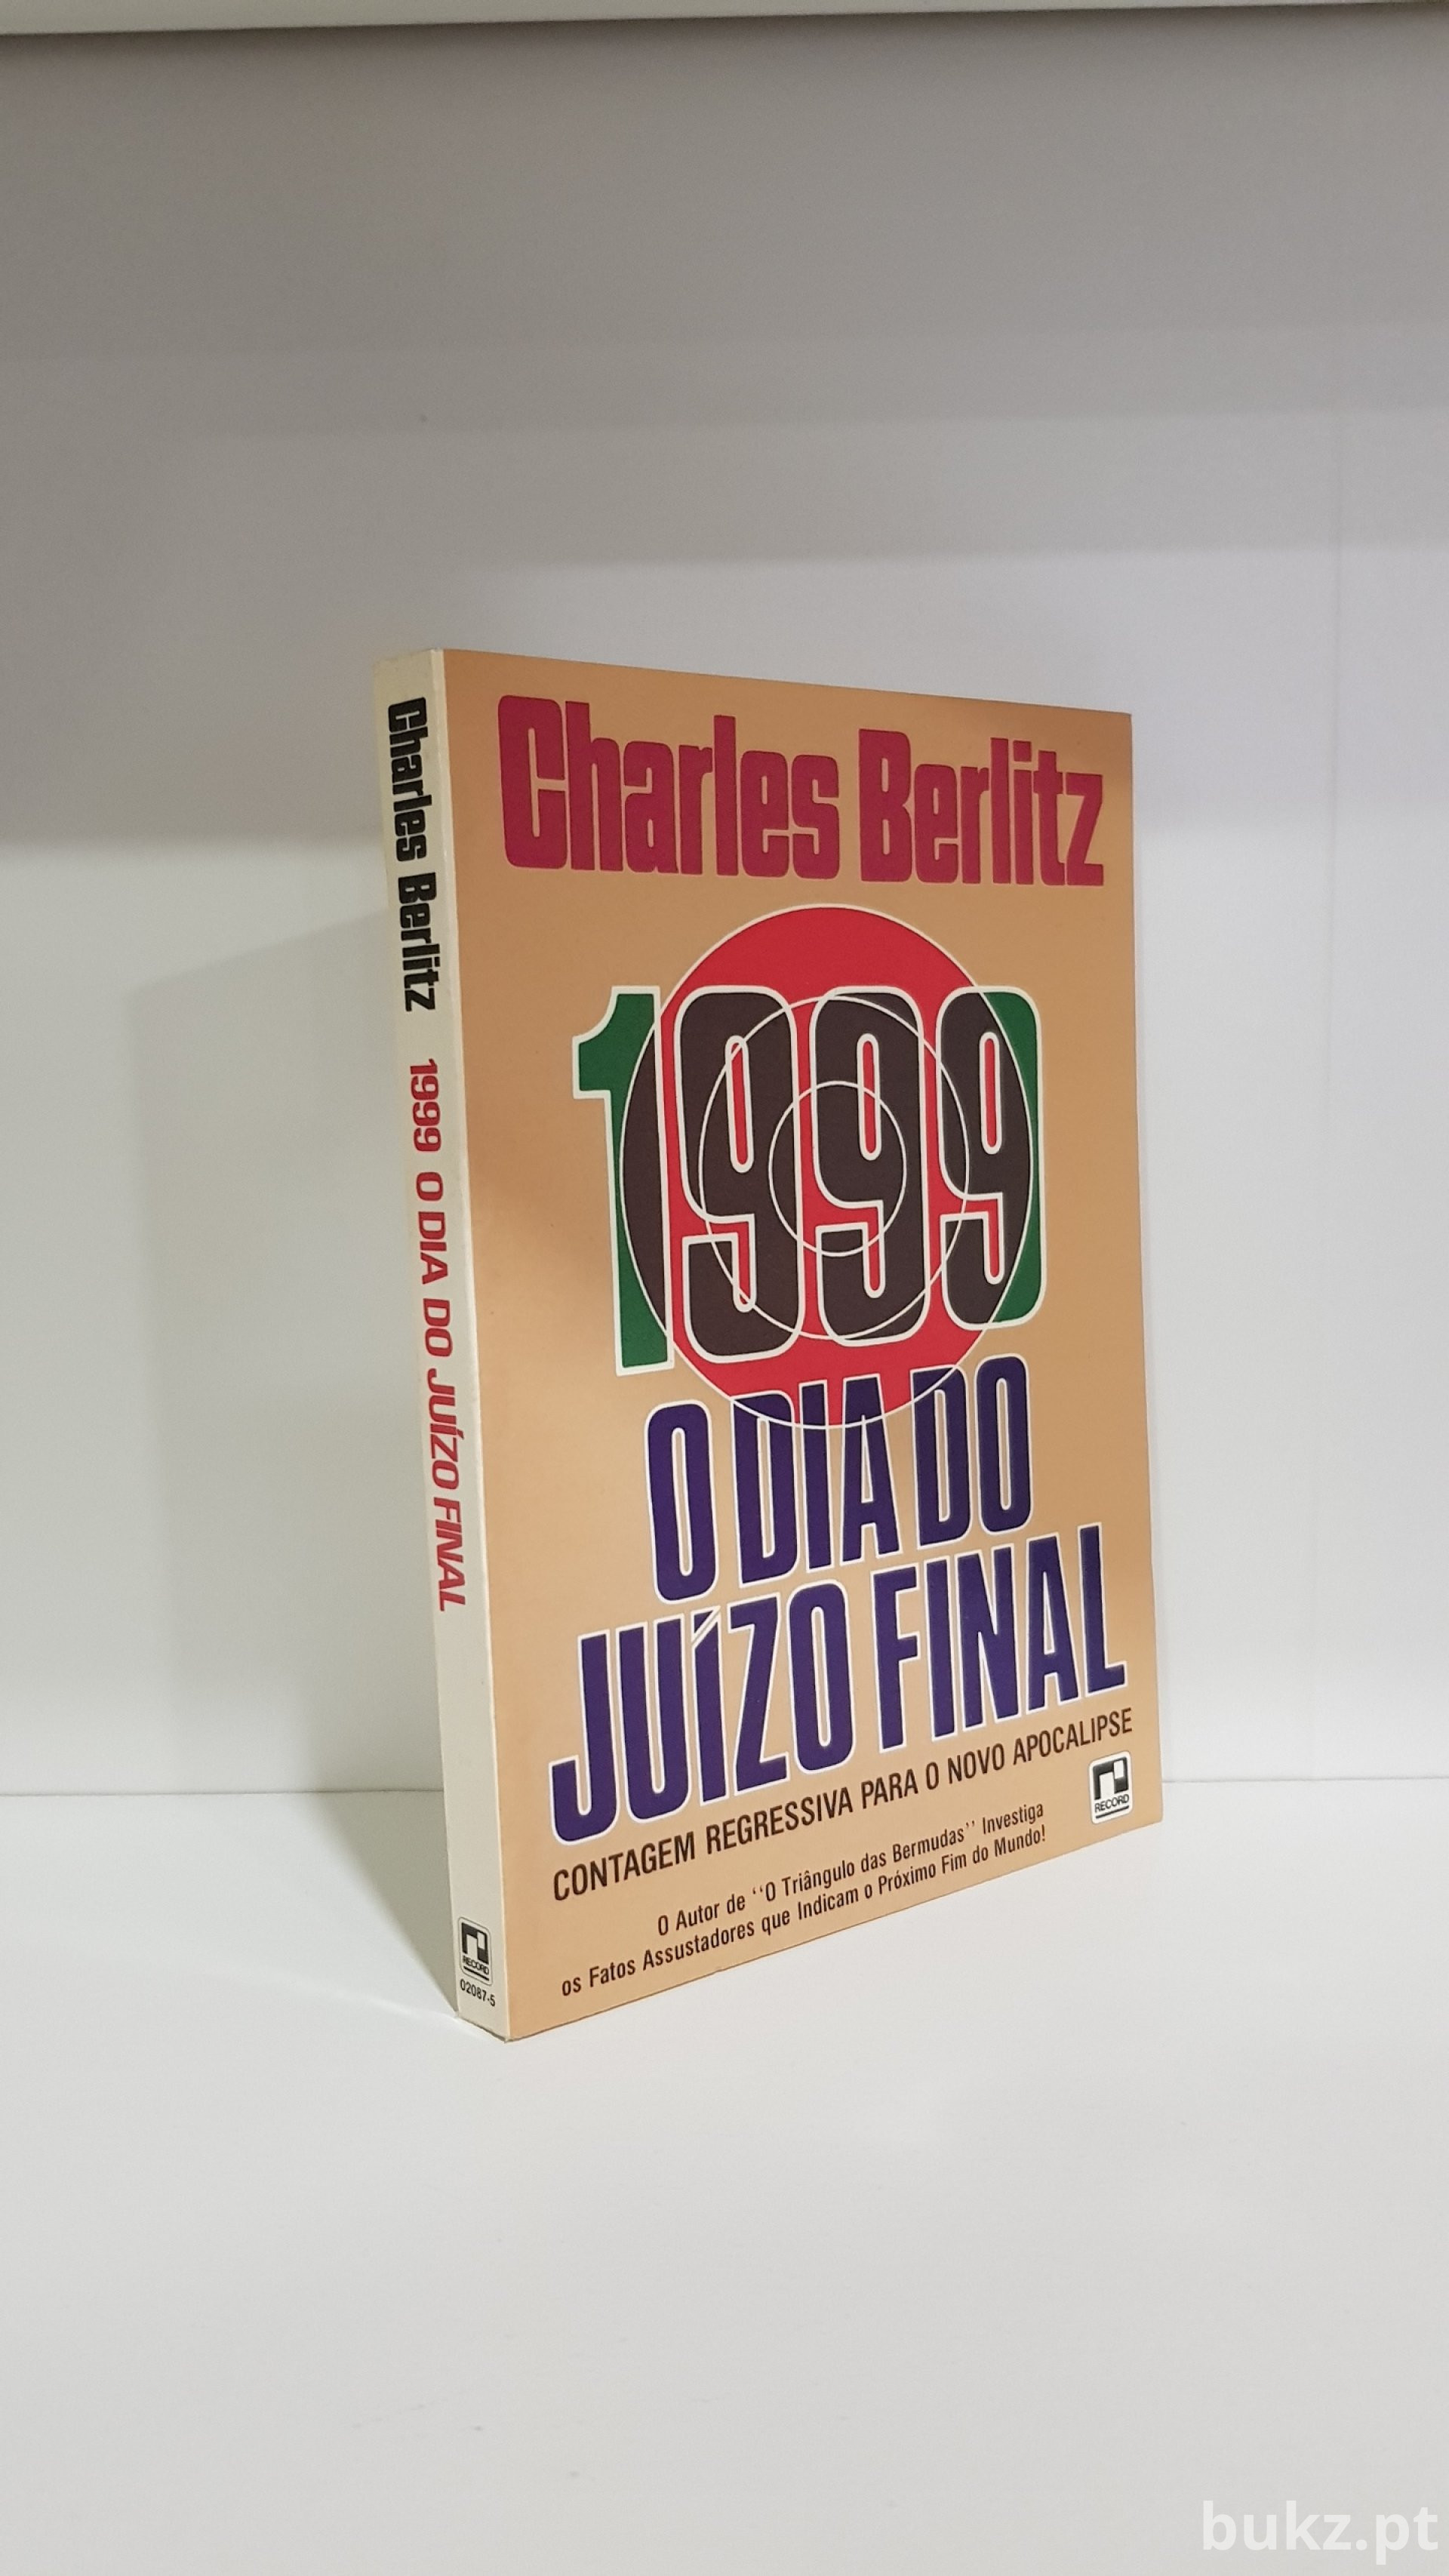 Charles Berlitz 1999 O DIA DO JUÍZO FINAL
RECORD
02087-5
Charles Berlitz
1999
O DIA DO
JUÍZO FINAL
CONTAGEM REGRESSIVA PARA O NOVO APOCALIPSE
RECORD
O Autor de "O Triângulo das Bermudas" Investiga
os Fatos Assustadores que Indicam o Próximo Fim do Mundo!
bukz.pt